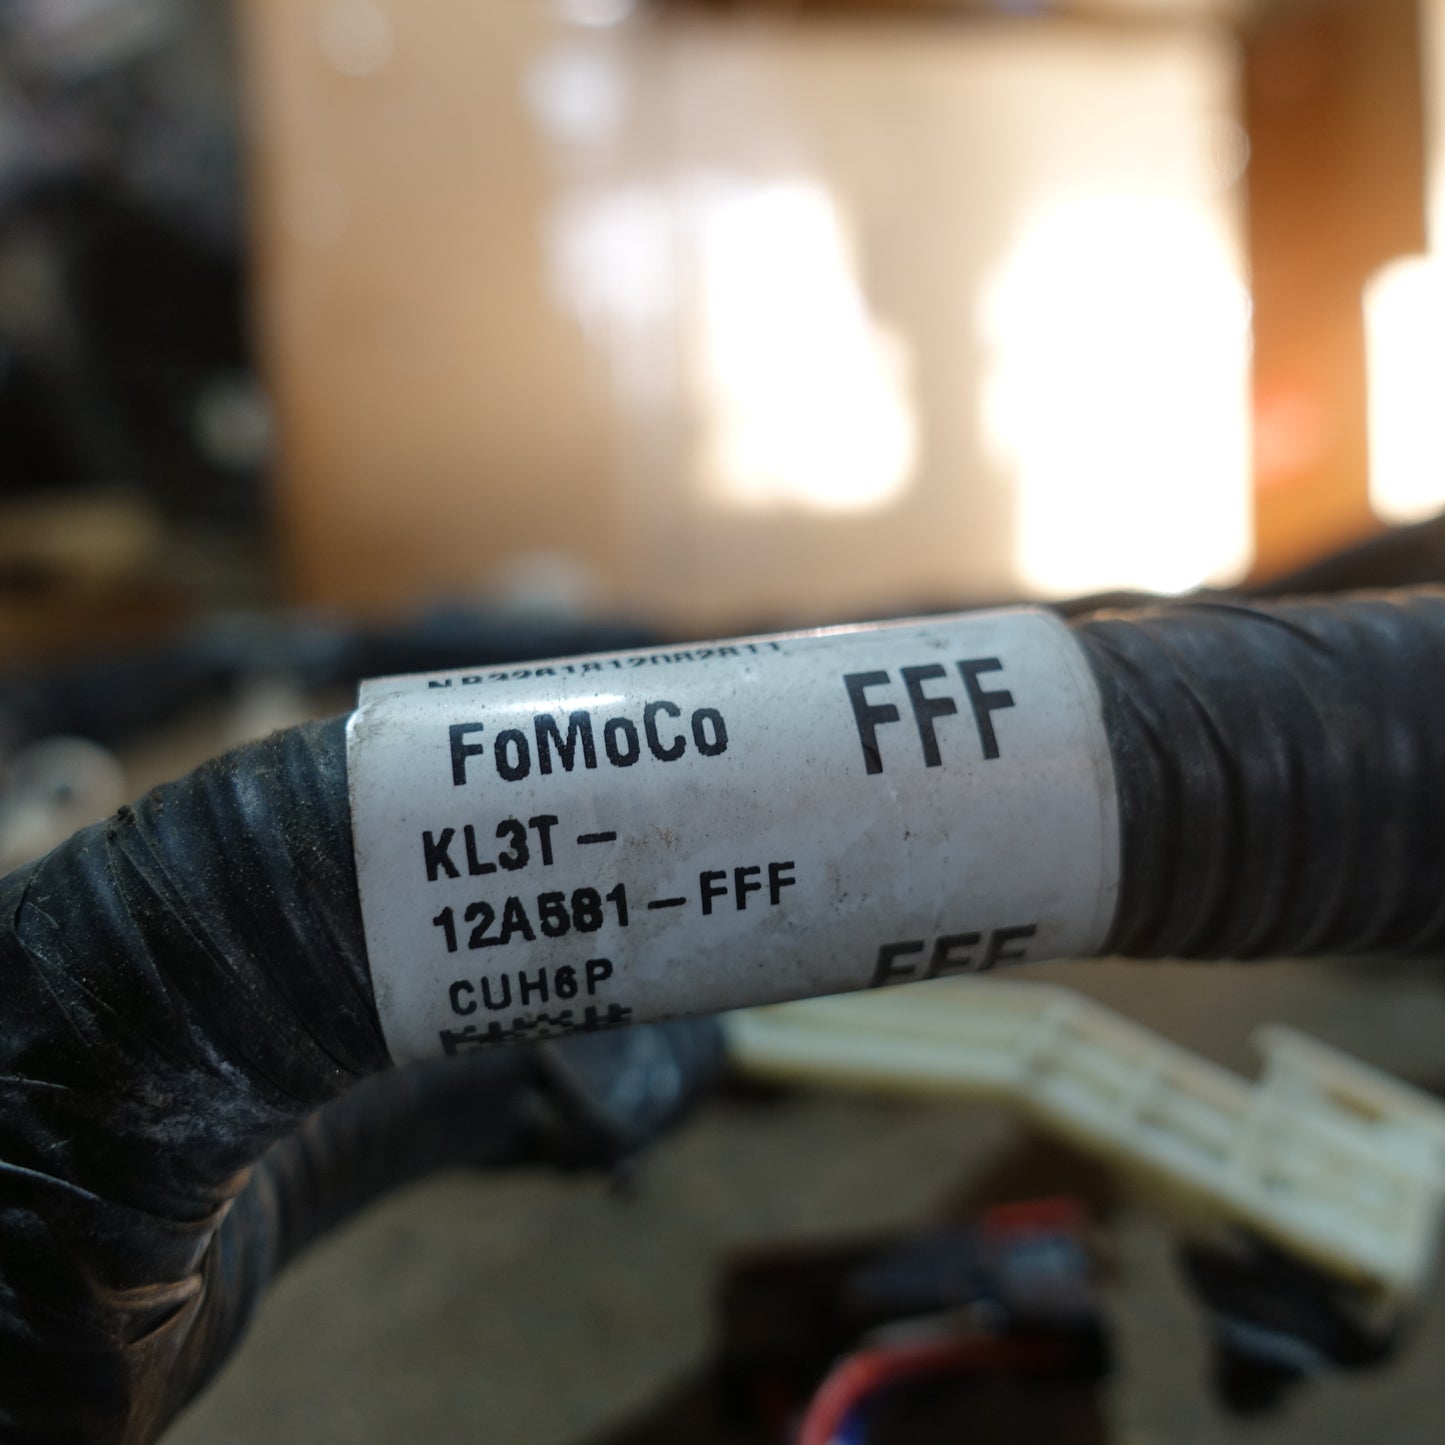 FoMoCo FFF
KL3T-
12A581-FFF
CUH6P
FFF